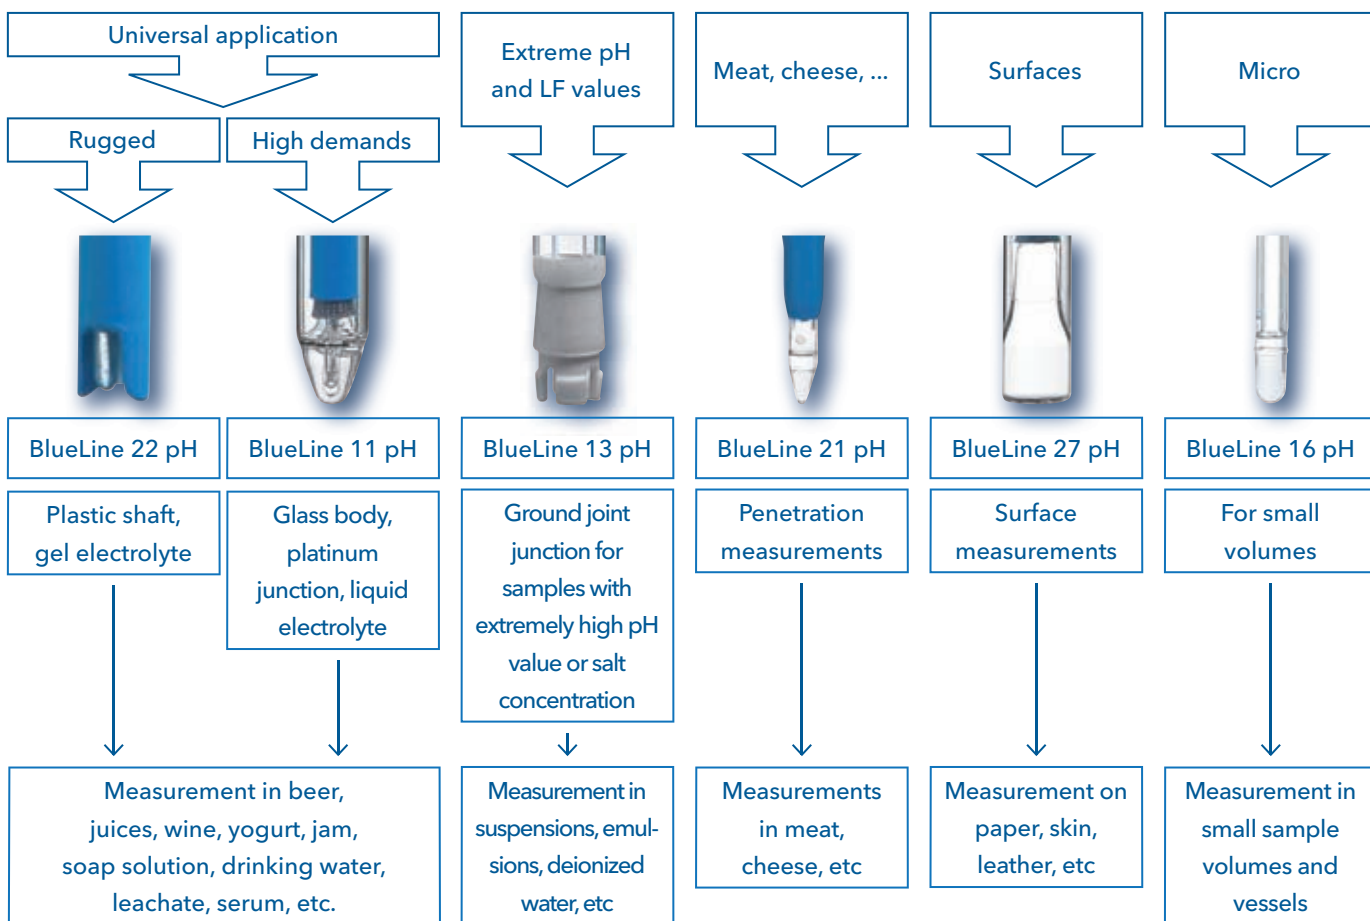 Universal application
Rugged
High demands
Extreme pH
and LF values
Meat, cheese, ...
Surfaces
Micro
BlueLine 22 pH
BlueLine 11 pH
BlueLine 13 pH
BlueLine 21 pH
BlueLine 27 pH
BlueLine 16 pH
Plastic shaft,
gel electrolyte
Glass body,
platinum
junction, liquid
electrolyte
Ground joint
junction for
samples with
extremely high pH
value or salt
concentration
Penetration
measurements
Surface
measurements
For small
volumes
Measurement in beer,
juices, wine, yogurt, jam,
soap solution, drinking water,
leachate, serum, etc.
Measurement in
suspensions, emul-
sions, deionized
water, etc
Measurements
in meat,
cheese, etc
Measurement on
paper, skin,
leather, etc
Measurement in
small sample
volumes and
vessels